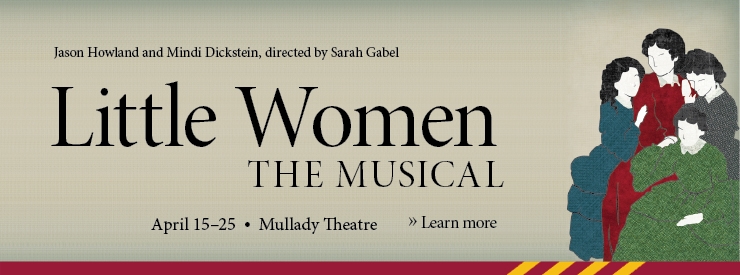 Jason Howland and Mindi Dickstein, directed by Sarah Gabel
Little Women
THE MUSICAL
April 15–25 • Mullady Theatre » Learn more